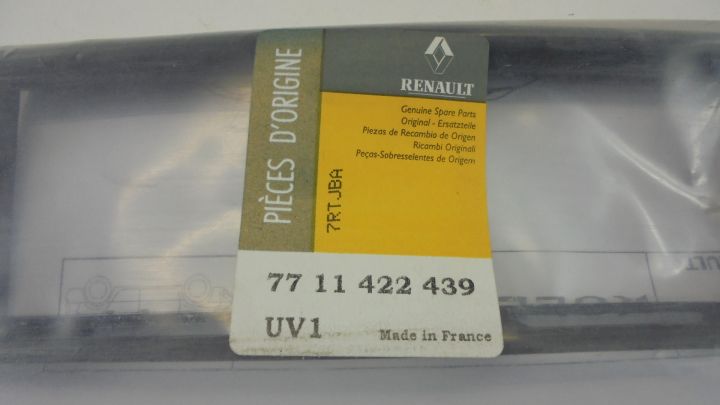 PIÈCES D'ORIGINE
RENAULT
Genuine Spare Parts
Original - Ersatzteile
Piezas de Recambio de Origen
Ricambi Originali
Peças-Sobresselentes de Origem
7RTJBA
77 11 422 439
UV1
Made in France